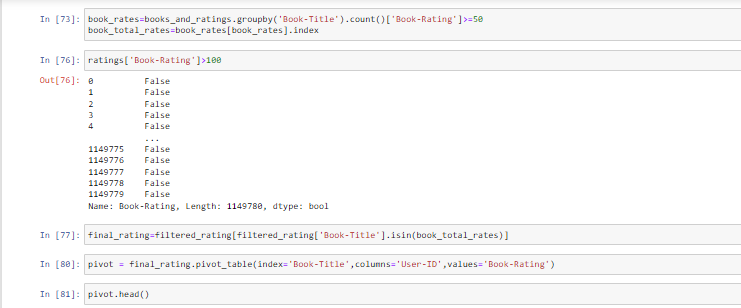 In [73]: book_rates=books_and_ratings.groupby('Book-Title').count()['Book-Rating']>=50
book_total_rates=book_rates[book_rates].index
In [76]: ratings['Book-Rating']>100
Out[76]: 0 False
1 False
2 False
3 False
4 False
...
1149775 False
1149776 False
1149777 False
1149778 False
1149779 False
Name: Book-Rating, Length: 1149780, dtype: bool
In [77]: final_rating=filtered_rating[filtered_rating['Book-Title'].isin(book_total_rates)]
In [80]: pivot = final_rating.pivot_table(index='Book-Title',columns='User-ID',values='Book-Rating')
In [81]: pivot.head()